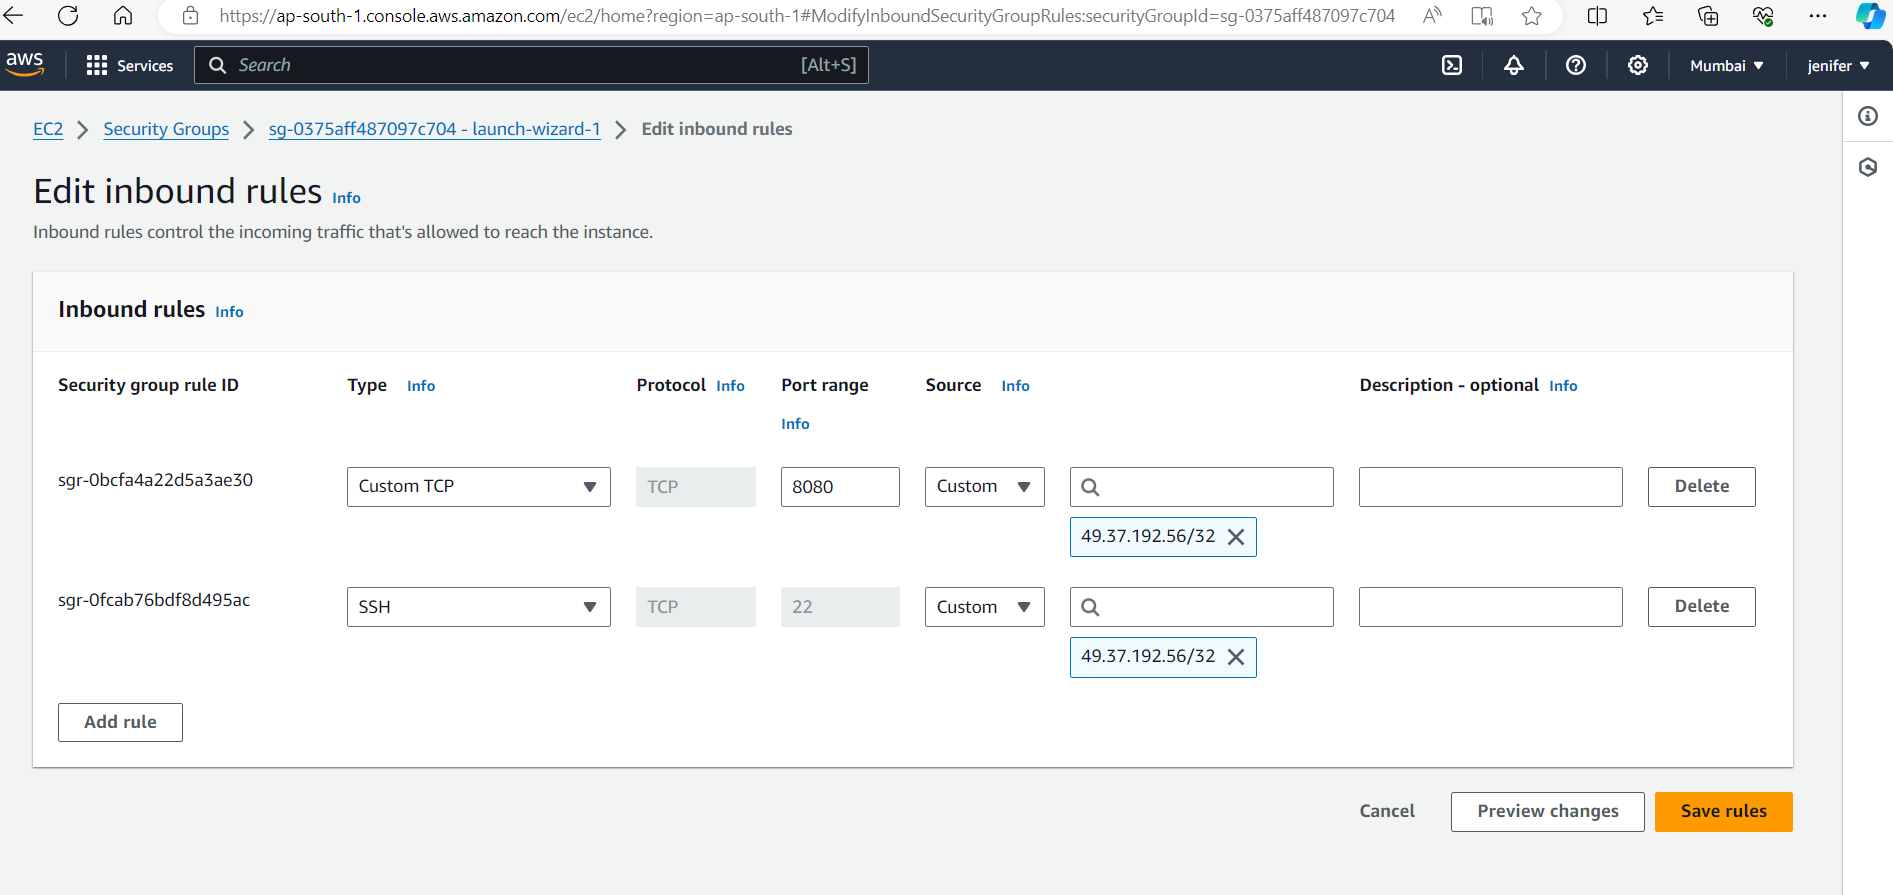 https://ap-south-1.console.aws.amazon.com/ec2/home?region=ap-south-1#ModifyInboundSecurityGroupRules:securityGroupId=sg-0375aff487097c704
aws Services Search [Alt+S] Mumbai jenifer
EC2 Security Groups sg-0375aff487097c704 - launch-wizard-1 Edit inbound rules
Edit inbound rules Info
Inbound rules control the incoming traffic that's allowed to reach the instance.
Inbound rules Info
Security group rule ID Type Info Protocol Info Port range Source Info Description - optional Info
Info
sgr-0bcfa4a22d5a3ae30 Custom TCP TCP 8080 Custom Delete
49.37.192.56/32
sgr-0fcab76bdf8d495ac SSH TCP 22 Custom Delete
49.37.192.56/32
Add rule
Cancel Preview changes Save rules